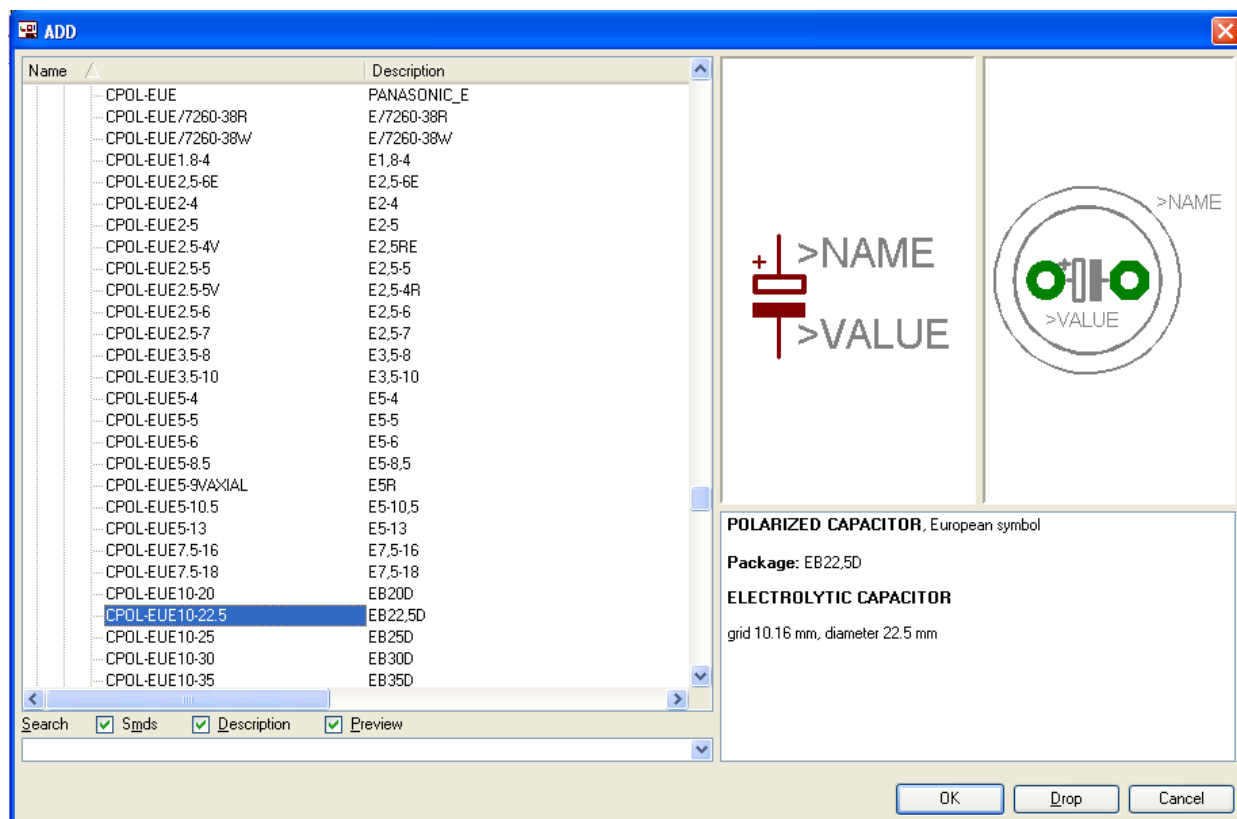 ADD
Name Description
CPOL-EUE PANASONIC_E
CPOL-EUE/7260-38R E/7260-38R
CPOL-EUE/7260-38W E/7260-38W
CPOL-EUE1.8-4 E1,8-4
CPOL-EUE2,5-6E E2,5-6E
CPOL-EUE2-4 E2-4
CPOL-EUE2-5 E2-5
CPOL-EUE2.5-4V E2,5RE
CPOL-EUE2.5-5 E2,5-5
CPOL-EUE2.5-5V E2,5-4R
CPOL-EUE2.5-6 E2,5-6
CPOL-EUE2.5-7 E2,5-7
CPOL-EUE3.5-8 E3,5-8
CPOL-EUE3.5-10 E3,5-10
CPOL-EUE5-4 E5-4
CPOL-EUE5-5 E5-5
CPOL-EUE5-6 E5-6
CPOL-EUE5-8.5 E5-8,5
CPOL-EUE5-9VAXIAL E5R
CPOL-EUE5-10.5 E5-10,5
CPOL-EUE5-13 E5-13
CPOL-EUE7.5-16 E7,5-16
CPOL-EUE7.5-18 E7,5-18
CPOL-EUE10-20 EB20D
CPOL-EUE10-22.5 EB22,5D
CPOL-EUE10-25 EB25D
CPOL-EUE10-30 EB30D
CPOL-EUE10-35 EB35D
Search Smds Description Preview
+
>NAME
>VALUE
>NAME
+
>VALUE
POLARIZED CAPACITOR, European symbol
Package: EB22,5D
ELECTROLYTIC CAPACITOR
grid 10.16 mm, diameter 22.5 mm
OK Drop Cancel